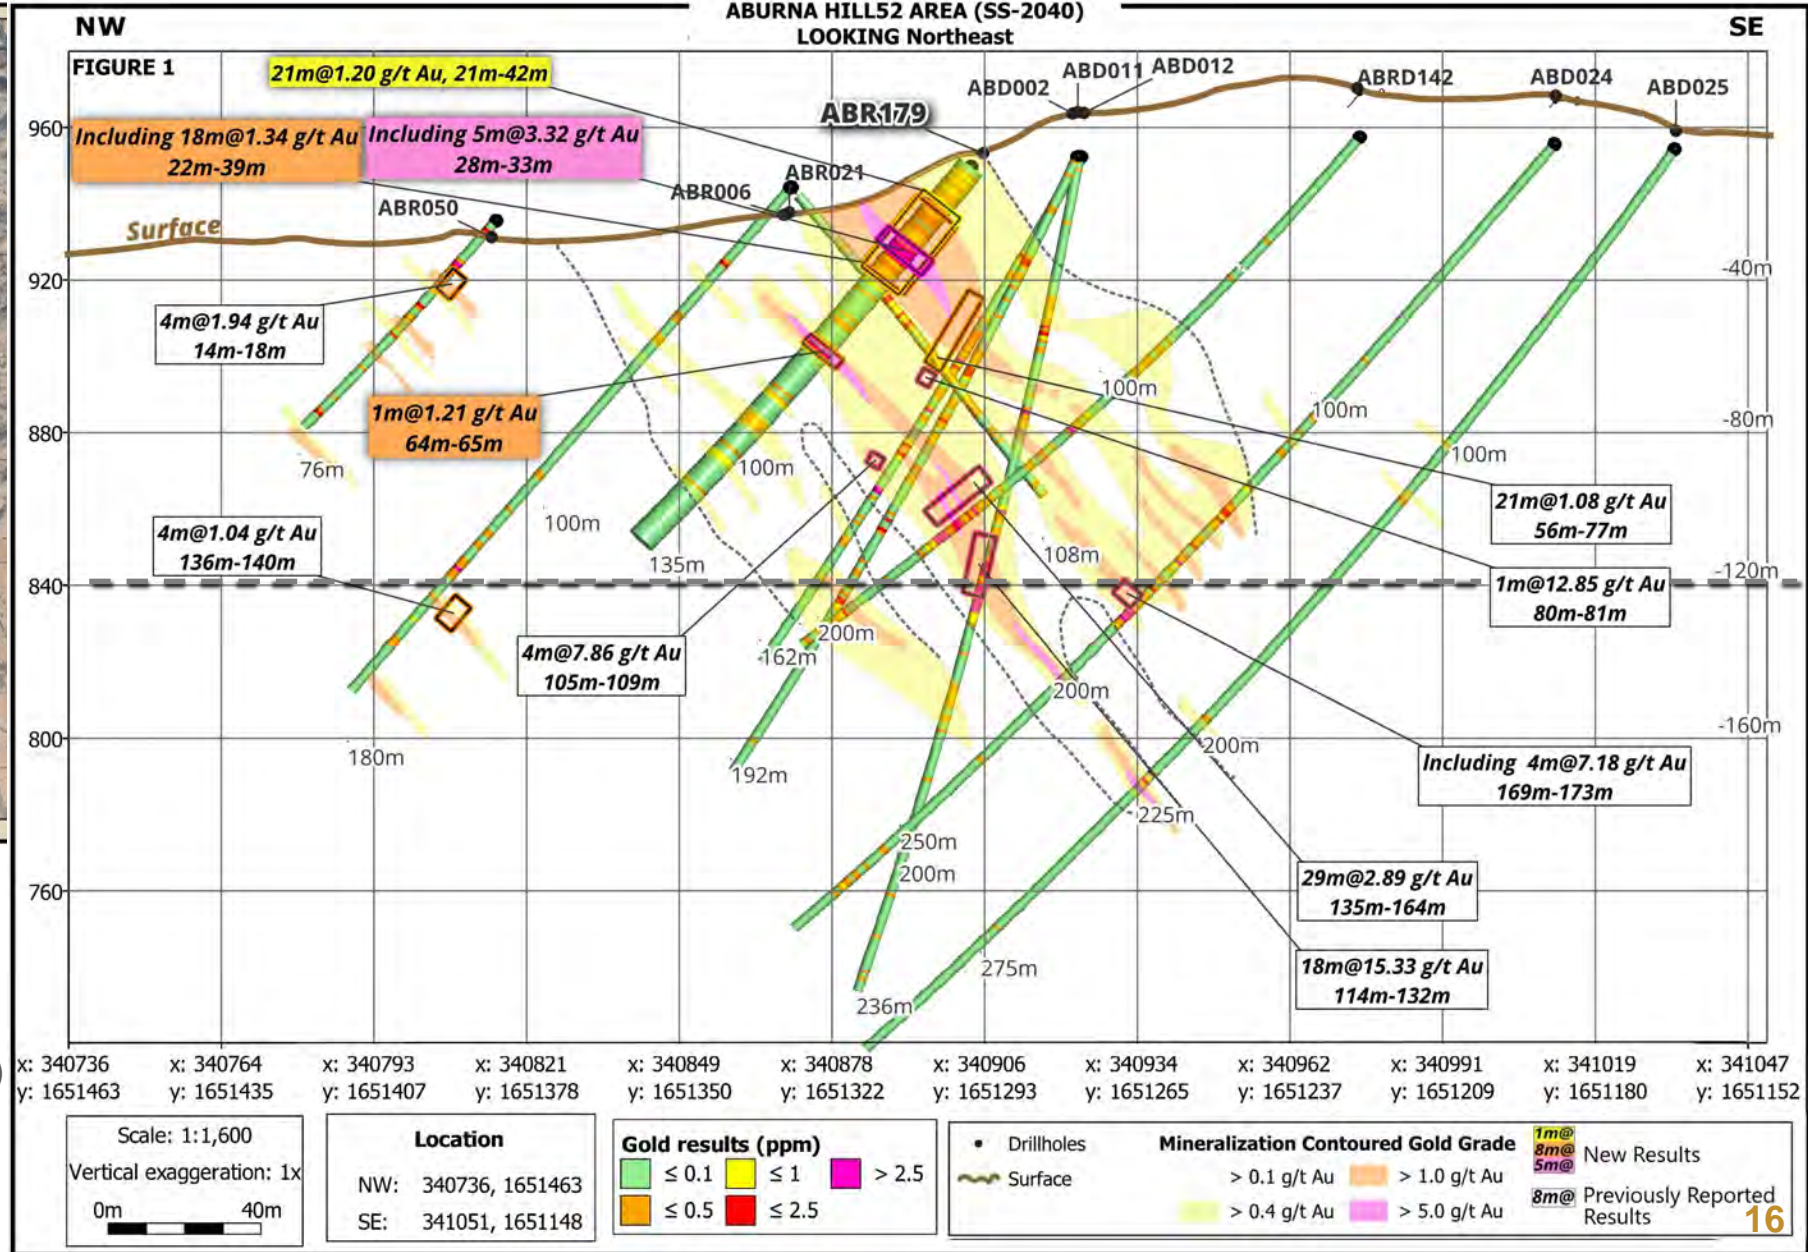 ABURNA HILL52 AREA (SS-2040)
LOOKING Northeast
NW
SE
FIGURE 1
21m@1.20 g/t Au, 21m-42m
Including 18m@1.34 g/t Au
22m-39m
Including 5m@3.32 g/t Au
28m-33m
ABR179
ABD002
ABD011
ABD012
ABRD142
ABD024
ABD025
ABR021
ABR006
ABR050
Surface
960
920
880
840
800
760
-40m
-80m
-120m
-160m
4m@1.94 g/t Au
14m-18m
1m@1.21 g/t Au
64m-65m
4m@1.04 g/t Au
136m-140m
4m@7.86 g/t Au
105m-109m
21m@1.08 g/t Au
56m-77m
1m@12.85 g/t Au
80m-81m
Including 4m@7.18 g/t Au
169m-173m
29m@2.89 g/t Au
135m-164m
18m@15.33 g/t Au
114m-132m
76m
100m
100m
100m
100m
100m
135m
108m
200m
162m
192m
180m
200m
200m
225m
250m
200m
275m
236m
x: 340736 x: 340764 x: 340793 x: 340821 x: 340849 x: 340878 x: 340906 x: 340934 x: 340962 x: 340991 x: 341019 x: 341047
y: 1651463 y: 1651435 y: 1651407 y: 1651378 y: 1651350 y: 1651322 y: 1651293 y: 1651265 y: 1651237 y: 1651209 y: 1651180 y: 1651152
Scale: 1:1,600
Vertical exaggeration: 1x
0m 40m
Location
NW: 340736, 1651463
SE: 341051, 1651148
Gold results (ppm)
≤ 0.1 ≤ 1 > 2.5
≤ 0.5 ≤ 2.5
Drillholes
Surface
Mineralization Contoured Gold Grade
> 0.1 g/t Au > 1.0 g/t Au
> 0.4 g/t Au > 5.0 g/t Au
1m@
8m@
5m@
New Results
8m@ Previously Reported
Results
16